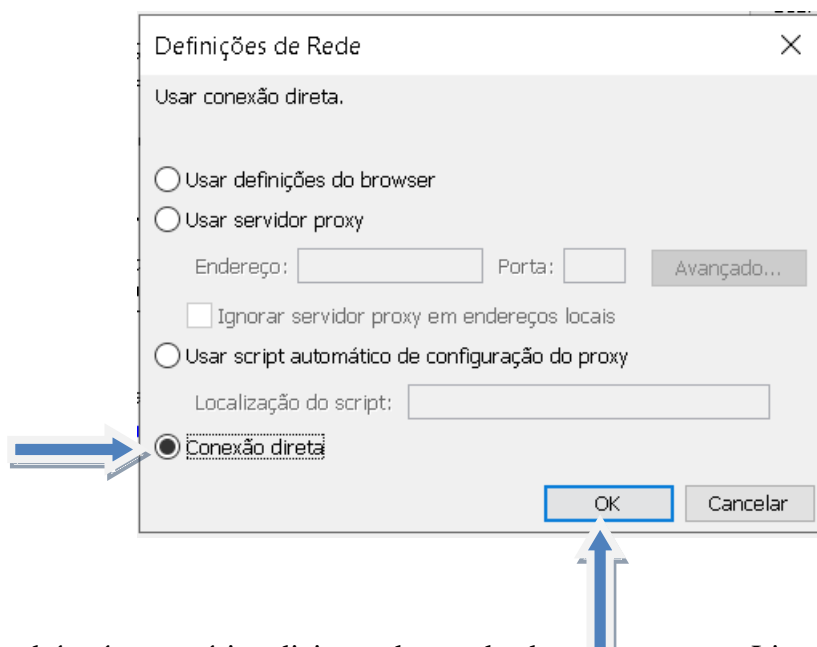 Definições de Rede
Usar conexão direta.
Usar definições do browser
Usar servidor proxy
Endereço: Porta: Avançado...
Ignorar servidor proxy em endereços locais
Usar script automático de configuração do proxy
Localização do script:
Conexão direta
OK Cancelar